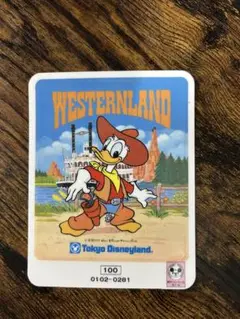 WESTERNLAND
Tokyo Disneyland.
100
0102-0281